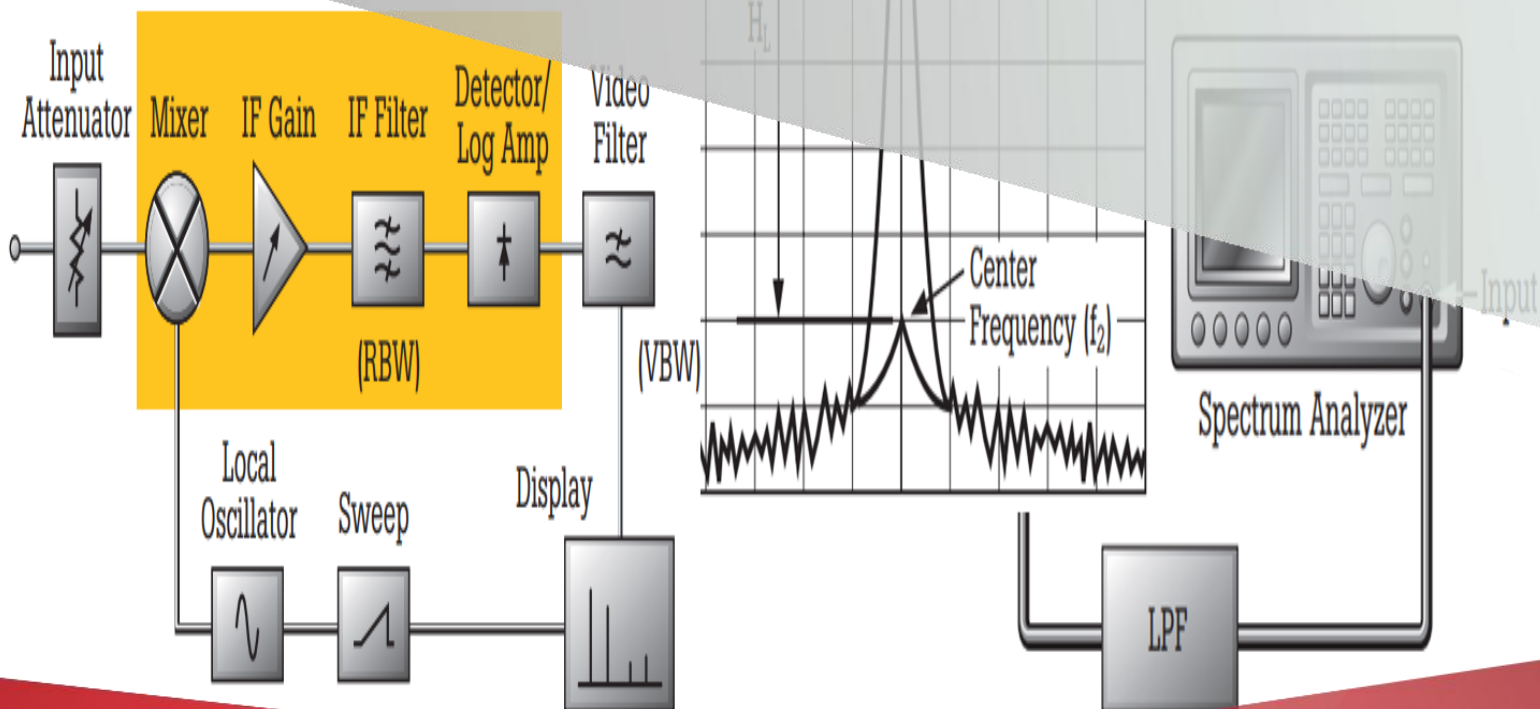 Input
Attenuator
Mixer
IF Gain
IF Filter
Detector/
Log Amp
Video
Filter
(RBW)
(VBW)
Local
Oscillator
Sweep
Display
H_L
Center
Frequency (f₂)
Input
Spectrum Analyzer
LPF